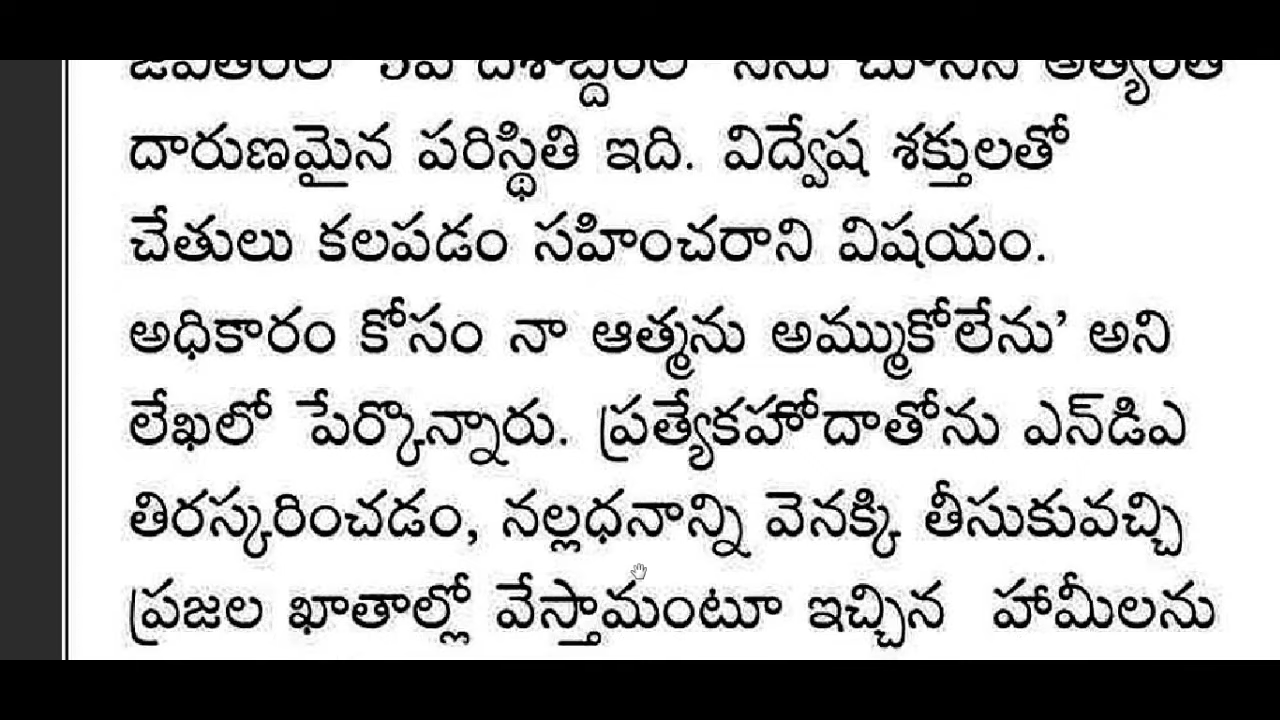 దారుణమైన పరిస్థితి ఇది. విద్వేష శక్తులతో
చేతులు కలపడం సహించరాని విషయం.
అధికారం కోసం నా ఆత్మను అమ్ముకోలేను’ అని
లేఖలో పేర్కొన్నారు. ప్రత్యేకహోదాతోను ఎన్‌డిఎ
తిరస్కరించడం, నల్లధనాన్ని వెనక్కి తీసుకువచ్చి
ప్రజల ఖాతాల్లో వేస్తామంటూ ఇచ్చిన హామీలను